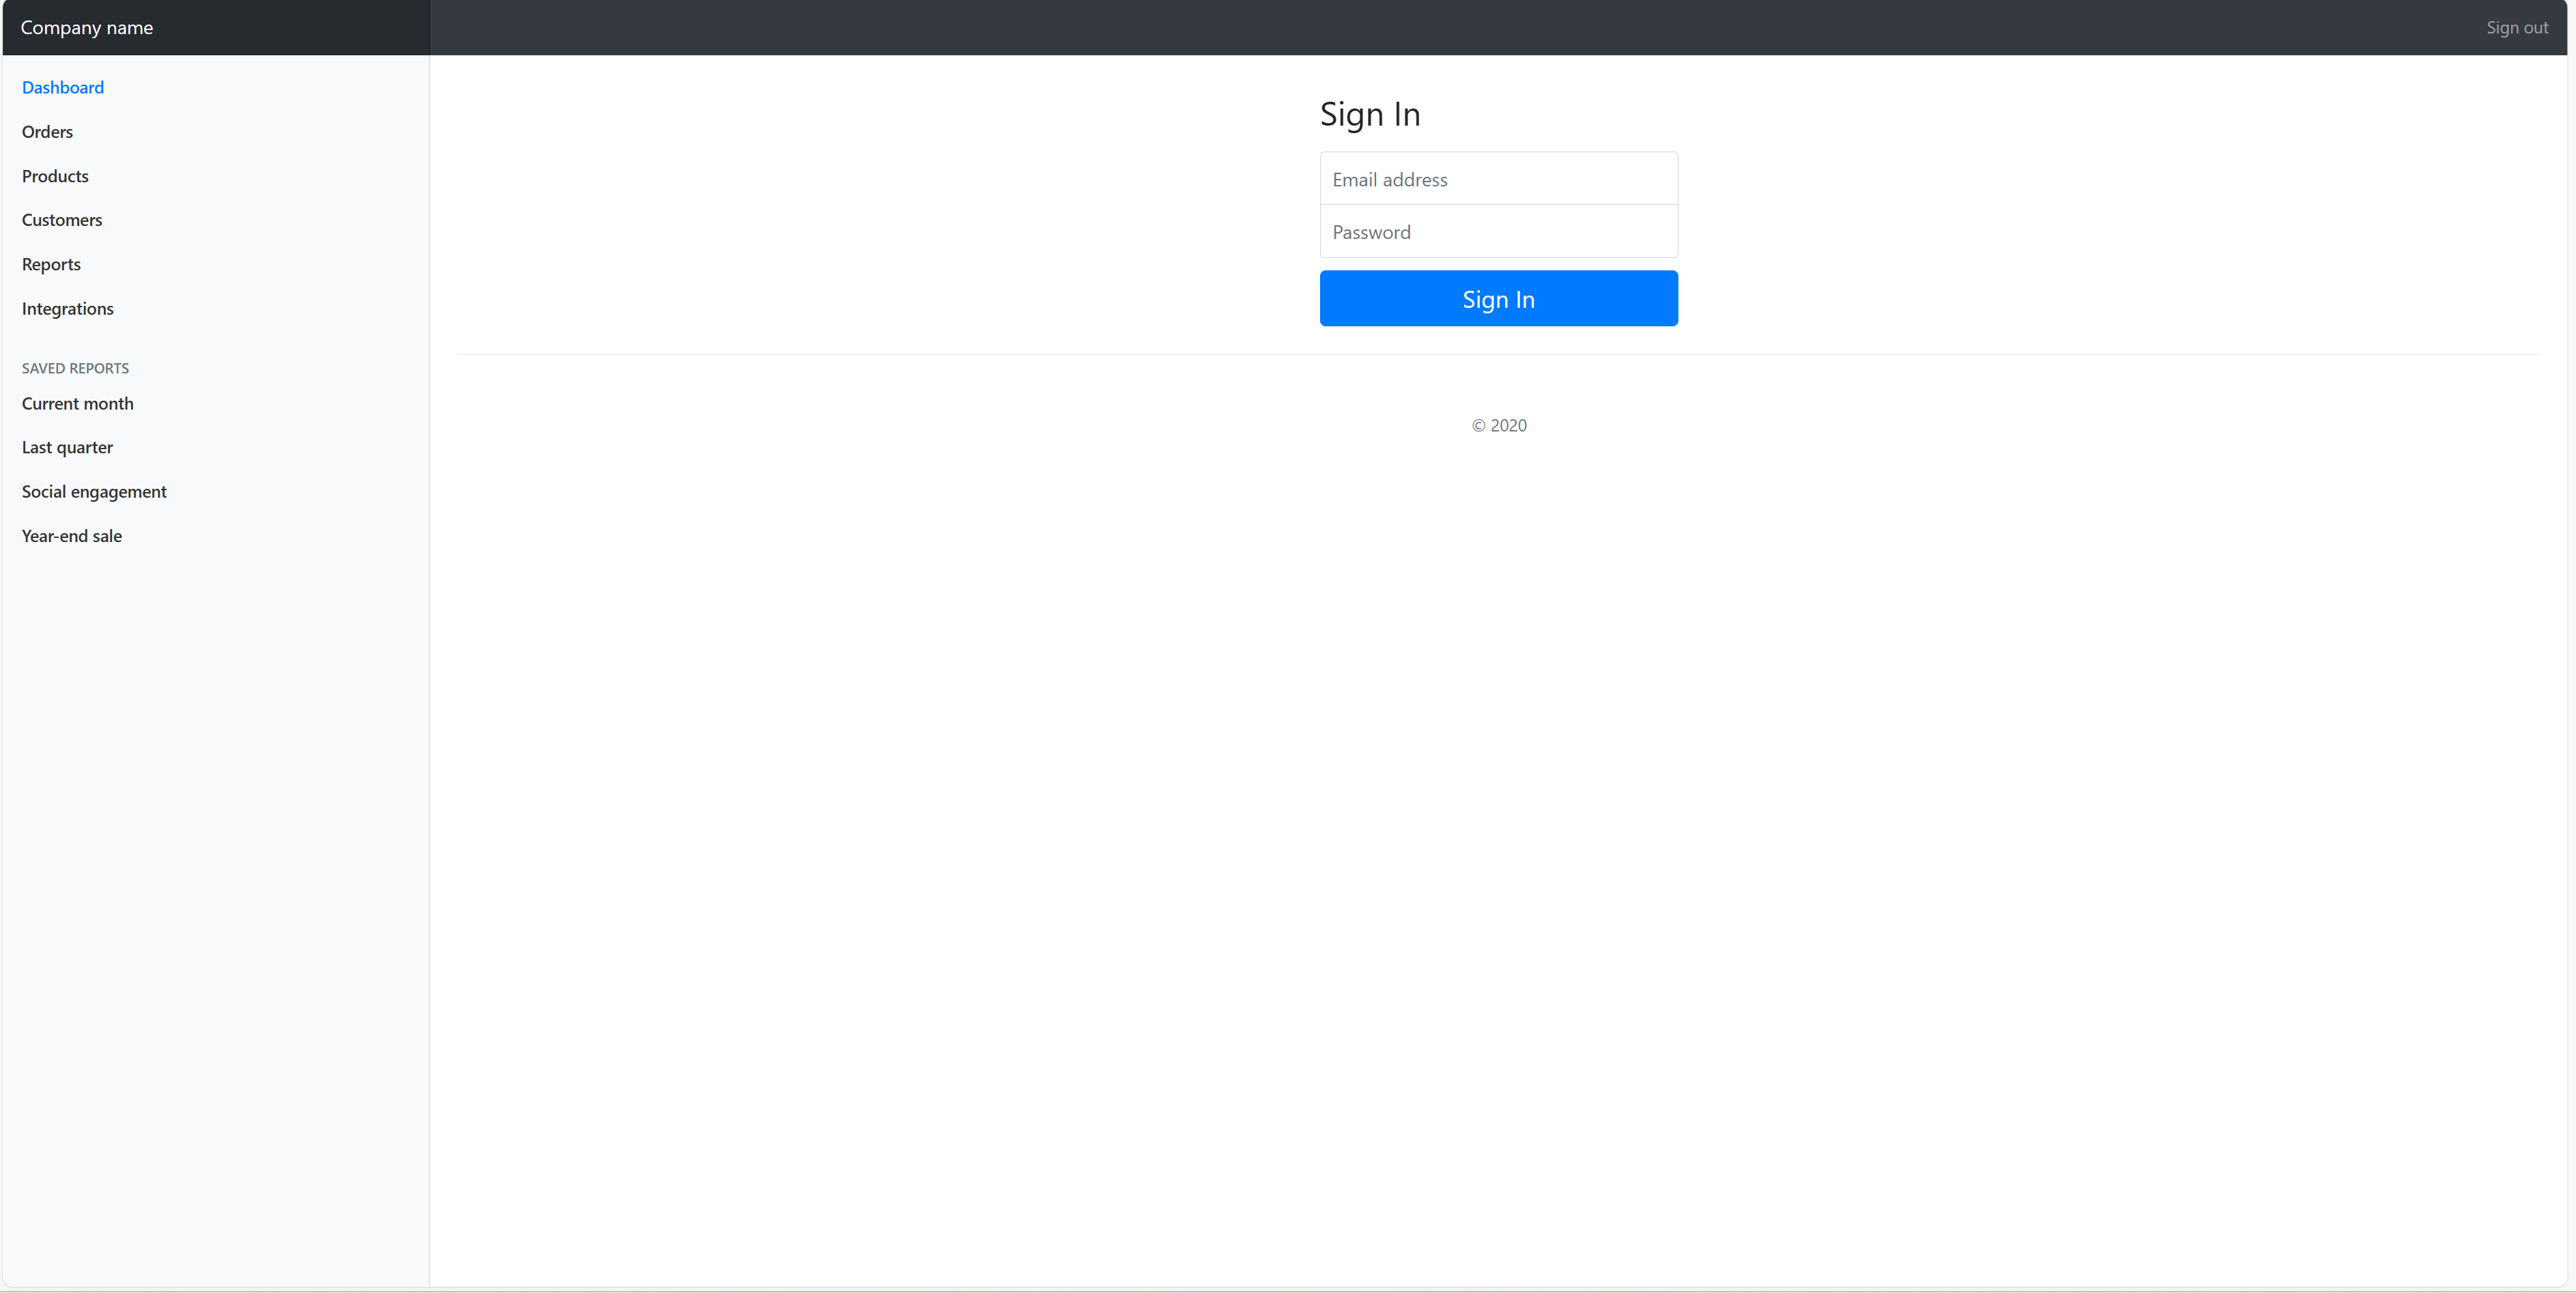 Company name
Sign out
Dashboard
Orders
Products
Customers
Reports
Integrations
SAVED REPORTS
Current month
Last quarter
Social engagement
Year-end sale
Sign In
Email address
Password
Sign In
© 2020